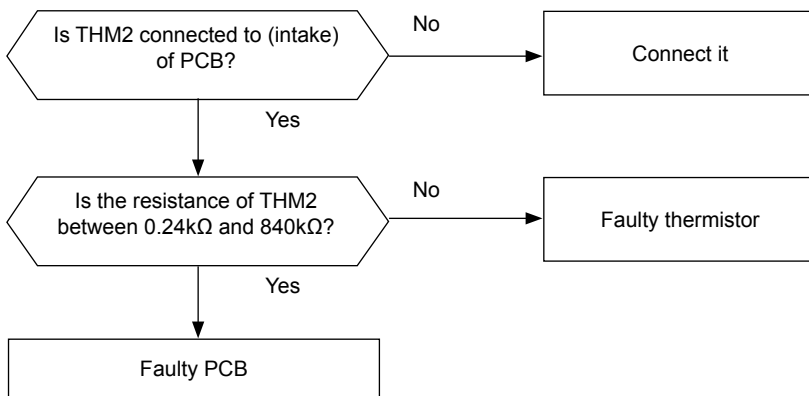 Is THM2 connected to (intake)
of PCB?
No
Connect it
Yes
Is the resistance of THM2
between 0.24kΩ and 840kΩ?
No
Faulty thermistor
Yes
Faulty PCB